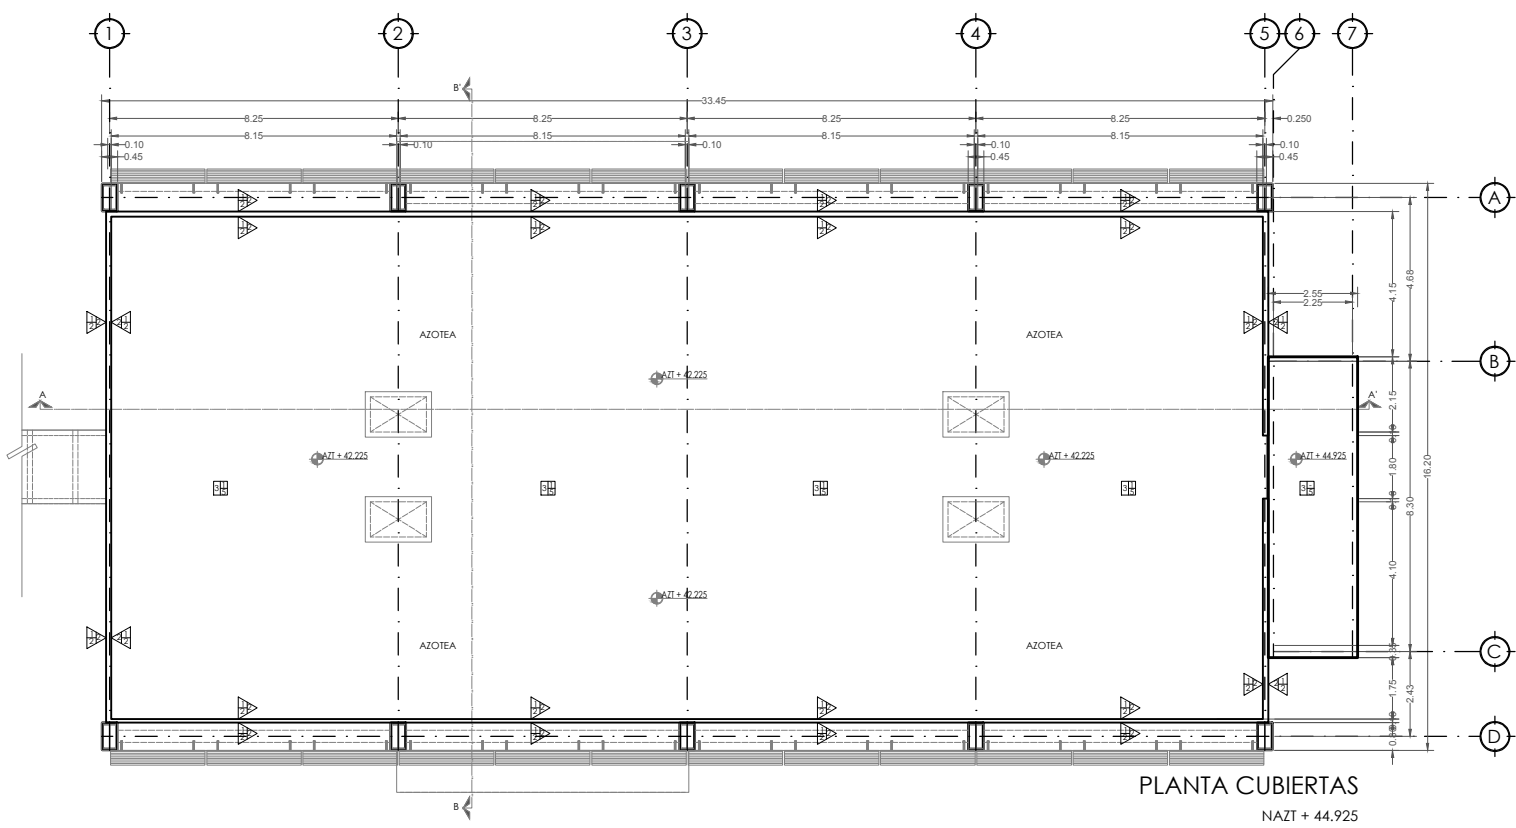 1 2 3 4 5 6 7
B'
33.45
8.25 8.25 8.25 8.25 0.250
8.15 8.15 8.15 8.15
0.10 0.10 0.10 0.10 0.10
0.45 0.45 0.45
A
4.15
4.68
2.55
2.25
AZOTEA AZOTEA
B
AZT + 42.225
A A'
2.15
AZT + 42.225 AZT + 42.225 AZT + 44.925
1.80
16.20
8.30
4.10
AZT + 42.225
AZOTEA AZOTEA
C
1.75
2.43
D
PLANTA CUBIERTAS
B
NAZT + 44.925